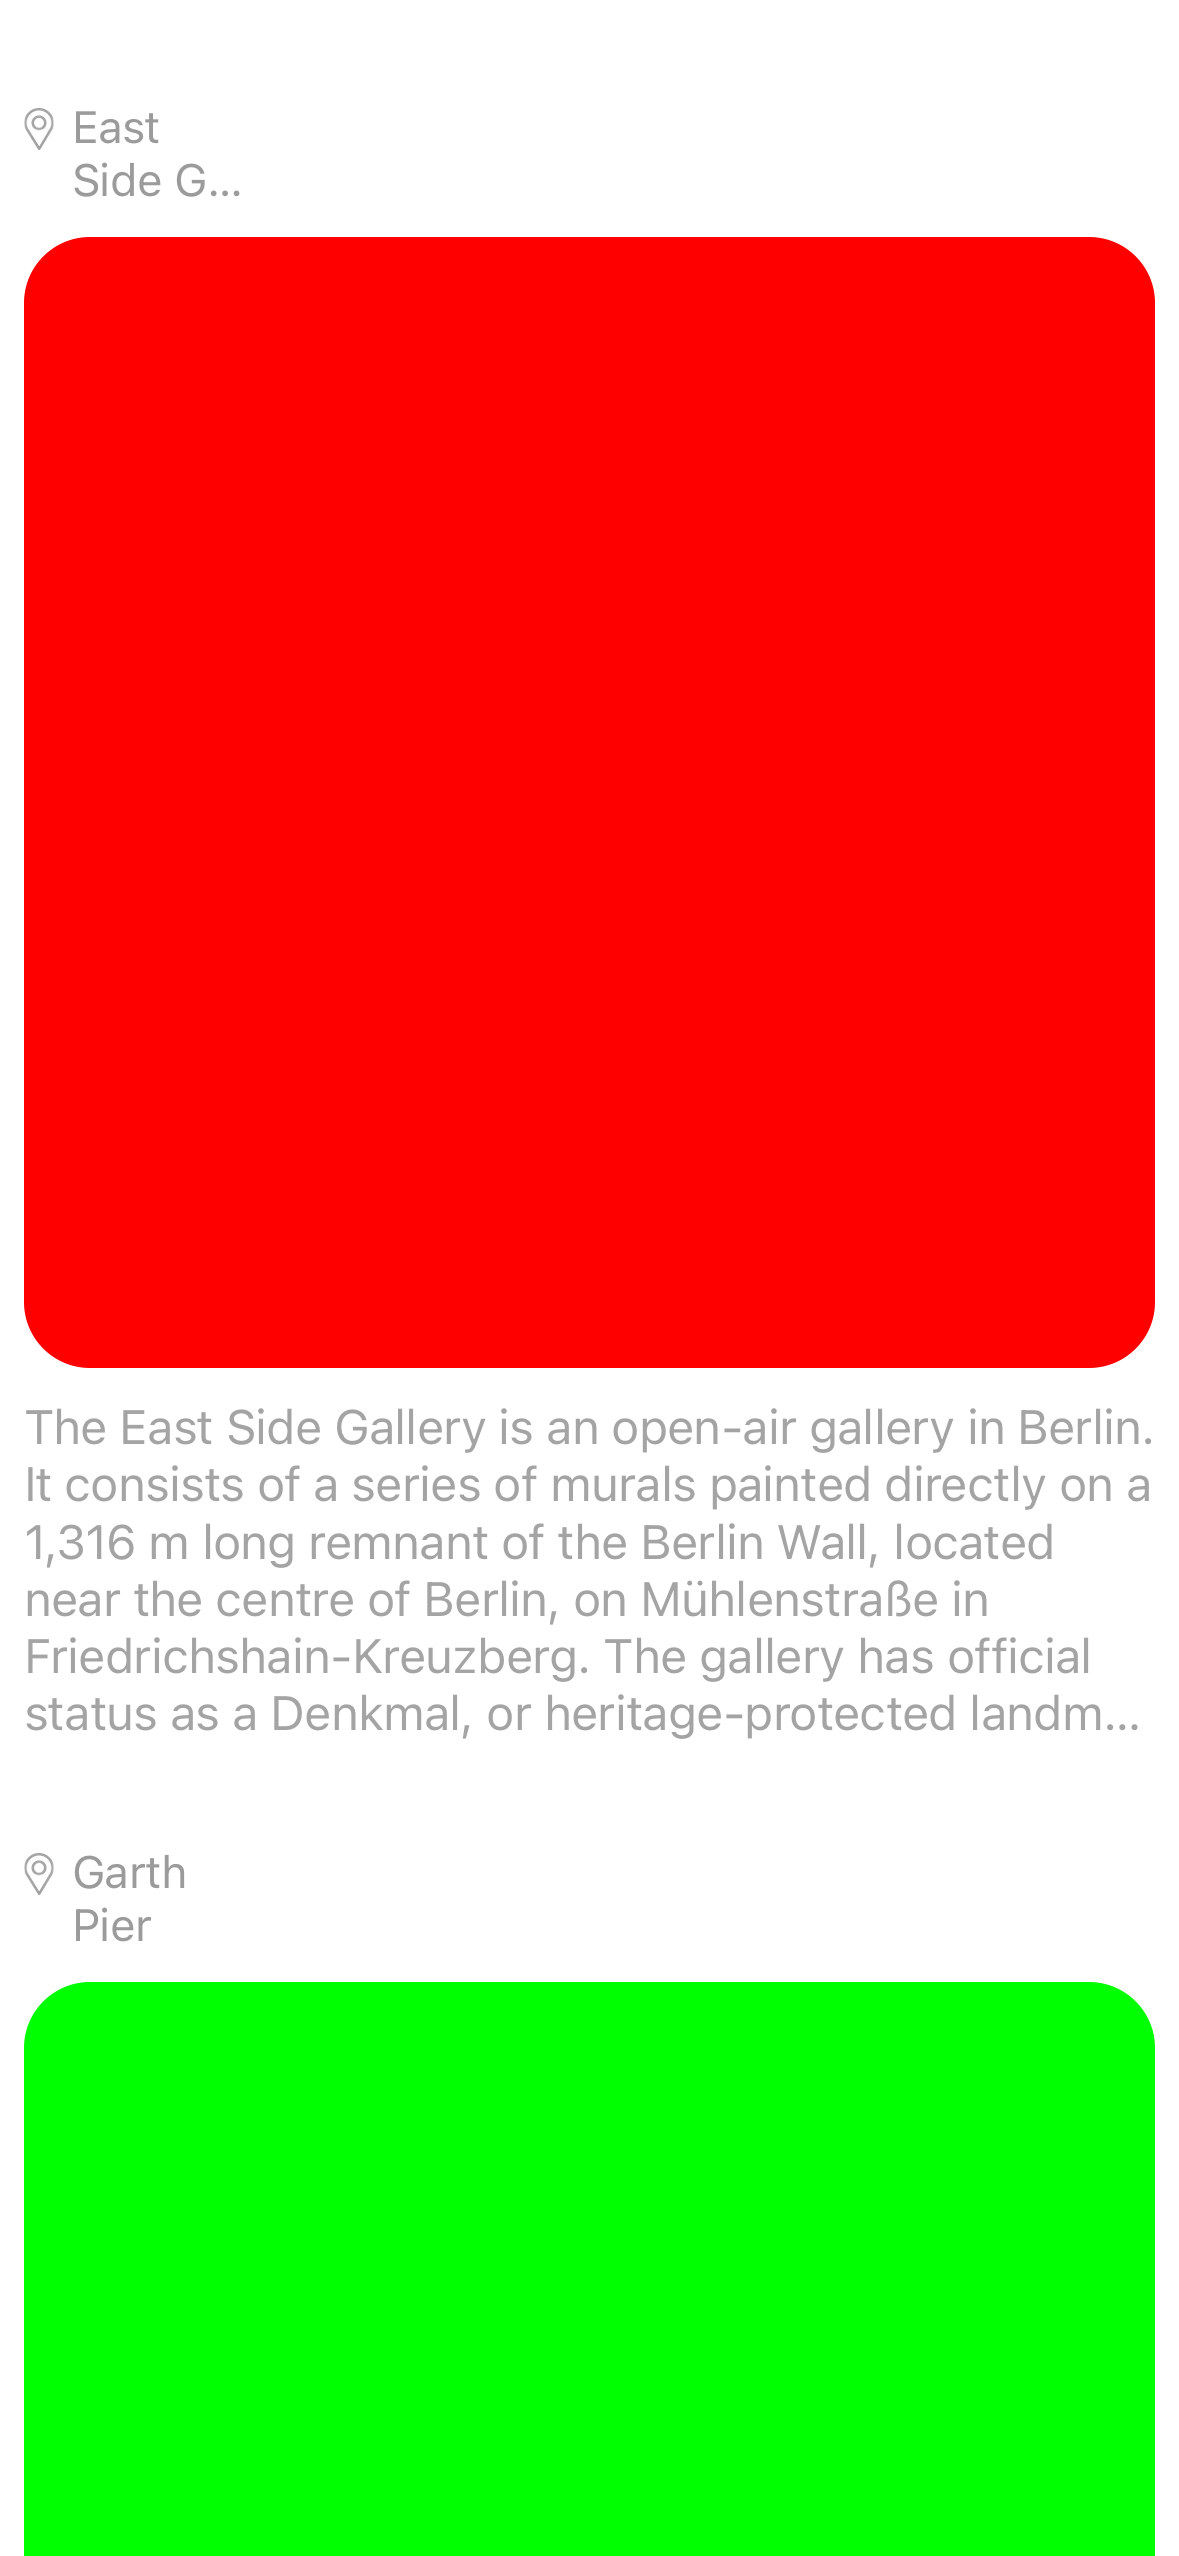 East
Side G...
The East Side Gallery is an open-air gallery in Berlin.
It consists of a series of murals painted directly on a
1,316 m long remnant of the Berlin Wall, located
near the centre of Berlin, on Mühlenstraße in
Friedrichshain-Kreuzberg. The gallery has official
status as a Denkmal, or heritage-protected landm...
Garth
Pier